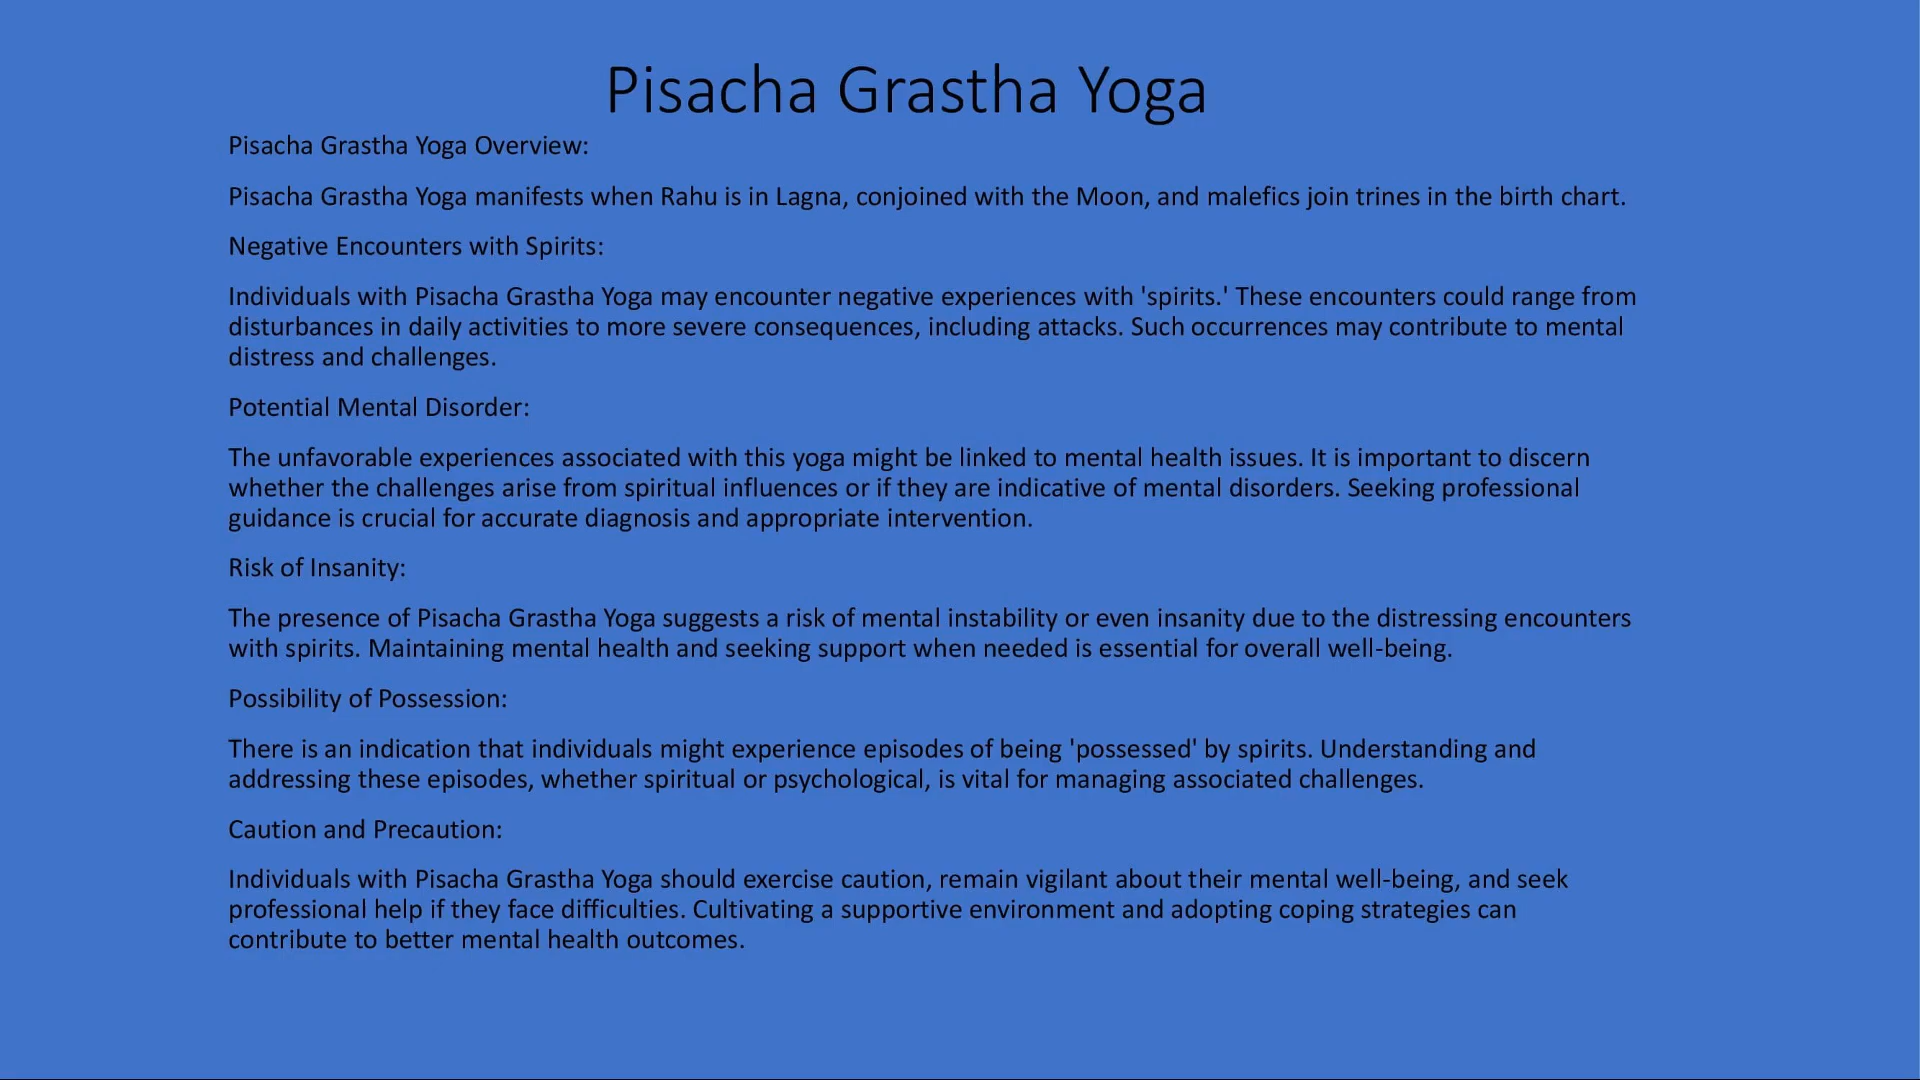 Pisacha Grastha Yoga
Pisacha Grastha Yoga Overview:
Pisacha Grastha Yoga manifests when Rahu is in Lagna, conjoined with the Moon, and malefics join trines in the birth chart.
Negative Encounters with Spirits:
Individuals with Pisacha Grastha Yoga may encounter negative experiences with 'spirits.' These encounters could range from
disturbances in daily activities to more severe consequences, including attacks. Such occurrences may contribute to mental
distress and challenges.
Potential Mental Disorder:
The unfavorable experiences associated with this yoga might be linked to mental health issues. It is important to discern
whether the challenges arise from spiritual influences or if they are indicative of mental disorders. Seeking professional
guidance is crucial for accurate diagnosis and appropriate intervention.
Risk of Insanity:
The presence of Pisacha Grastha Yoga suggests a risk of mental instability or even insanity due to the distressing encounters
with spirits. Maintaining mental health and seeking support when needed is essential for overall well-being.
Possibility of Possession:
There is an indication that individuals might experience episodes of being 'possessed' by spirits. Understanding and
addressing these episodes, whether spiritual or psychological, is vital for managing associated challenges.
Caution and Precaution:
Individuals with Pisacha Grastha Yoga should exercise caution, remain vigilant about their mental well-being, and seek
professional help if they face difficulties. Cultivating a supportive environment and adopting coping strategies can
contribute to better mental health outcomes.